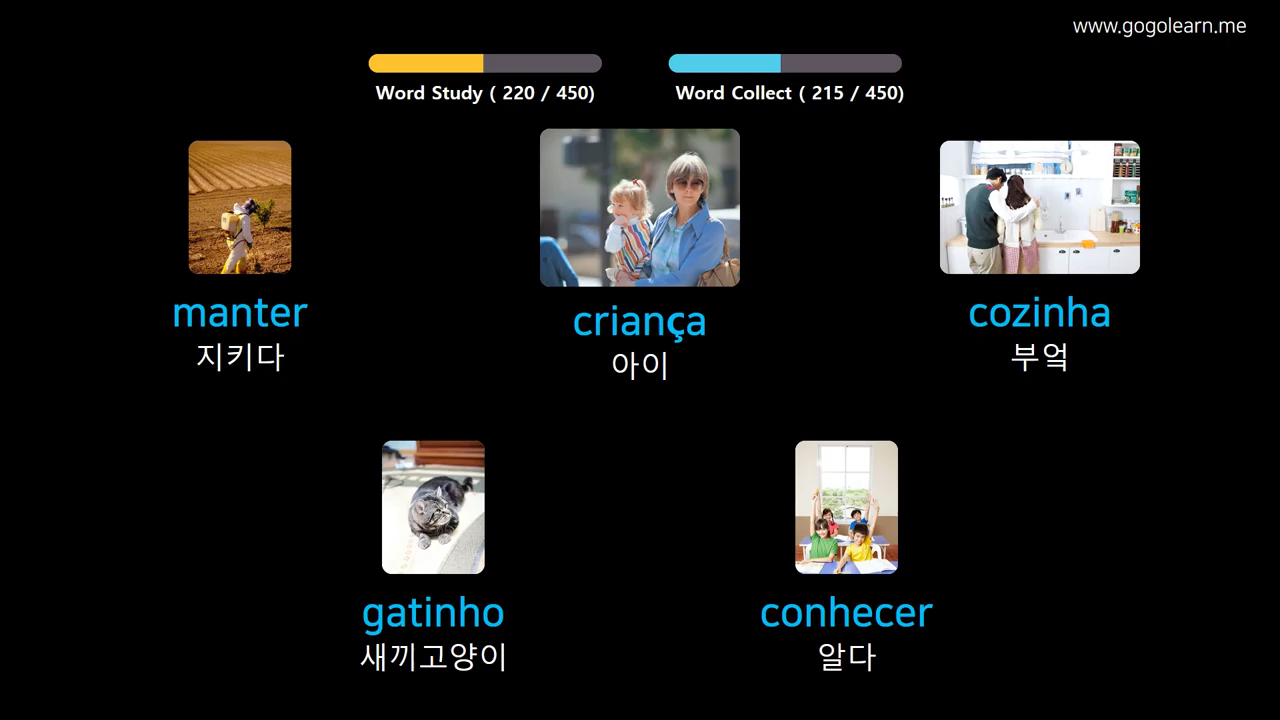 www.gogolearn.me
Word Study ( 220 / 450)
Word Collect ( 215 / 450)
manter
지키다
criança
아이
cozinha
부엌
gatinho
새끼고양이
conhecer
알다